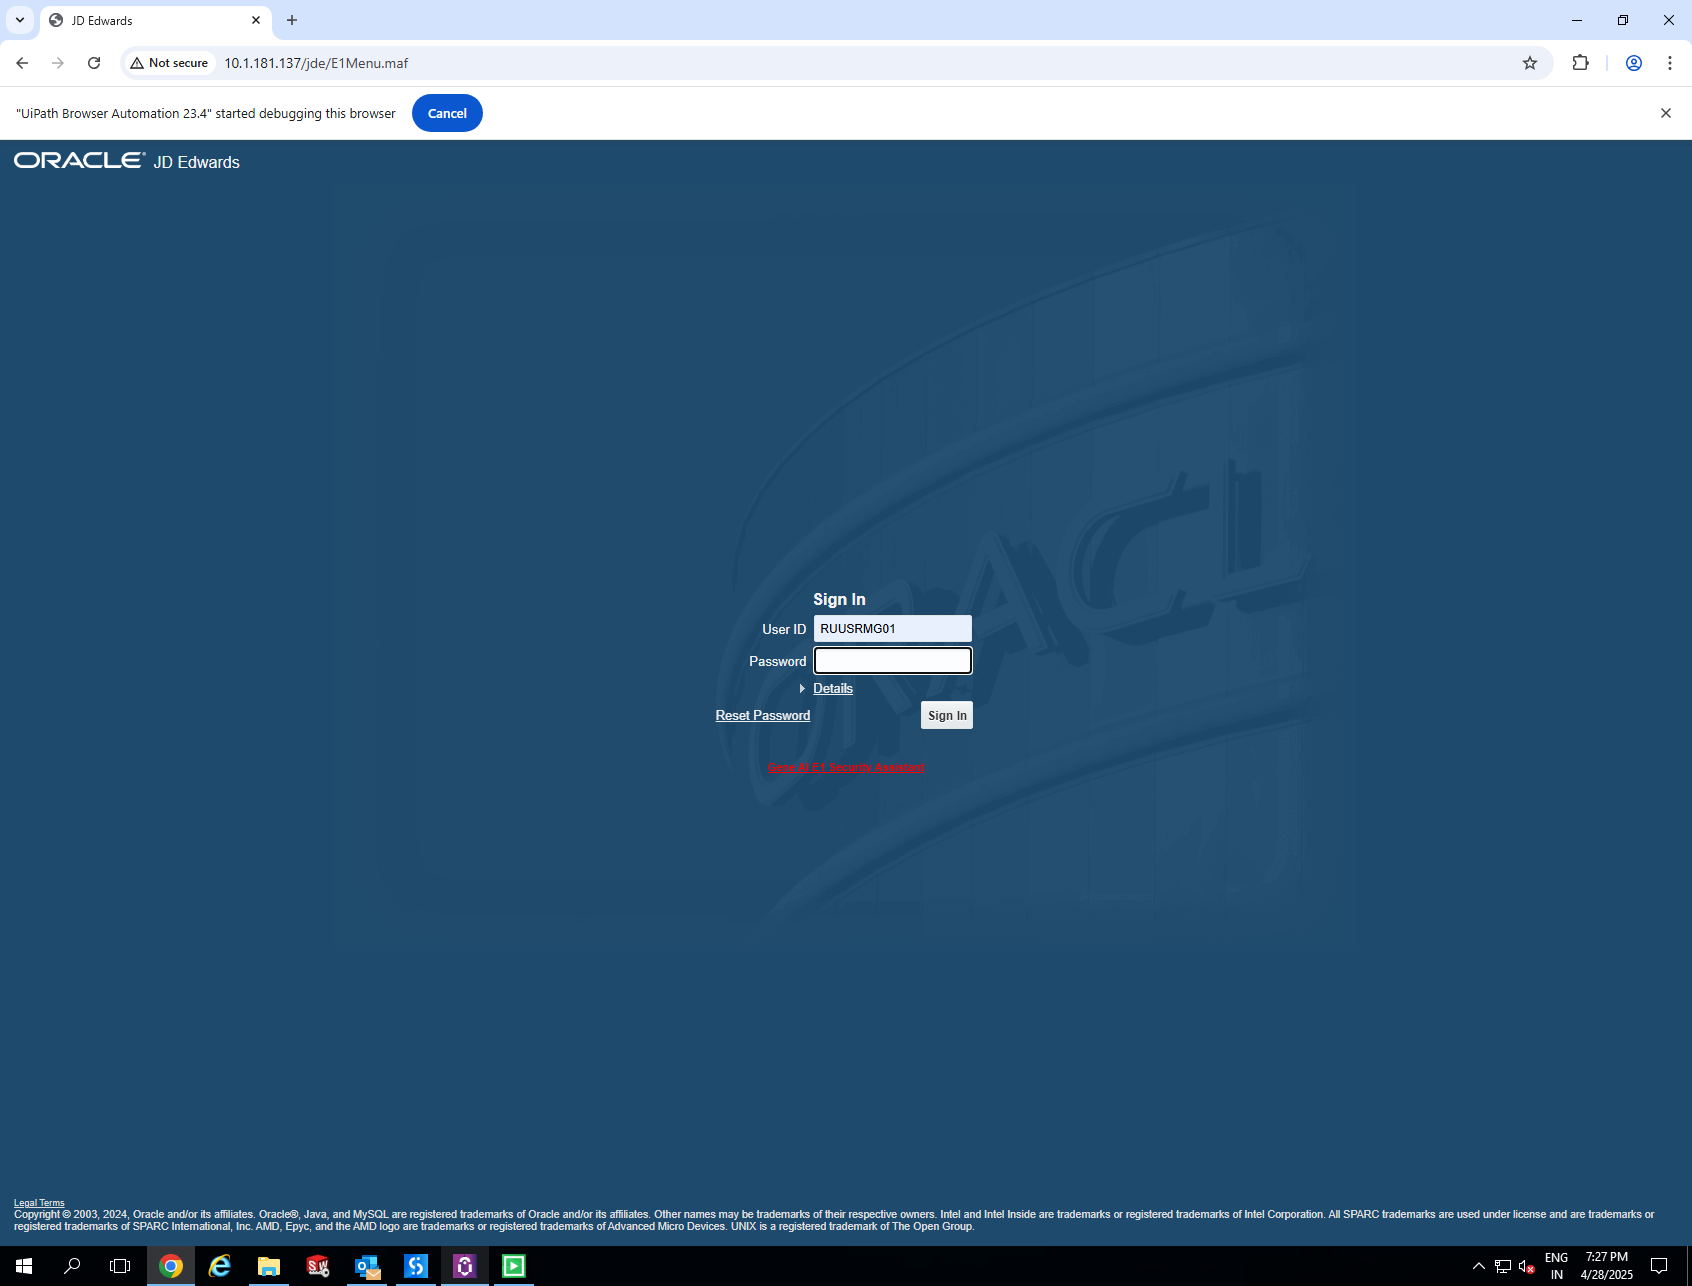 JD Edwards
Not secure 10.1.181.137/jde/E1Menu.maf
"UiPath Browser Automation 23.4" started debugging this browser Cancel
ORACLE® JD Edwards
Sign In
User ID RUUSRMG01
Password
Details
Reset Password Sign In
E1 Security Assistant
Legal Terms
Copyright © 2003, 2024, Oracle and/or its affiliates. Oracle®, Java, and MySQL are registered trademarks of Oracle and/or its affiliates. Other names may be trademarks of their respective owners. Intel and Intel Inside are trademarks or registered trademarks of Intel Corporation. All SPARC trademarks are used under license and are trademarks or
registered trademarks of SPARC International, Inc. AMD, Epyc, and the AMD logo are trademarks or registered trademarks of Advanced Micro Devices. UNIX is a registered trademark of The Open Group.
ENG 7:27 PM
IN 4/28/2025